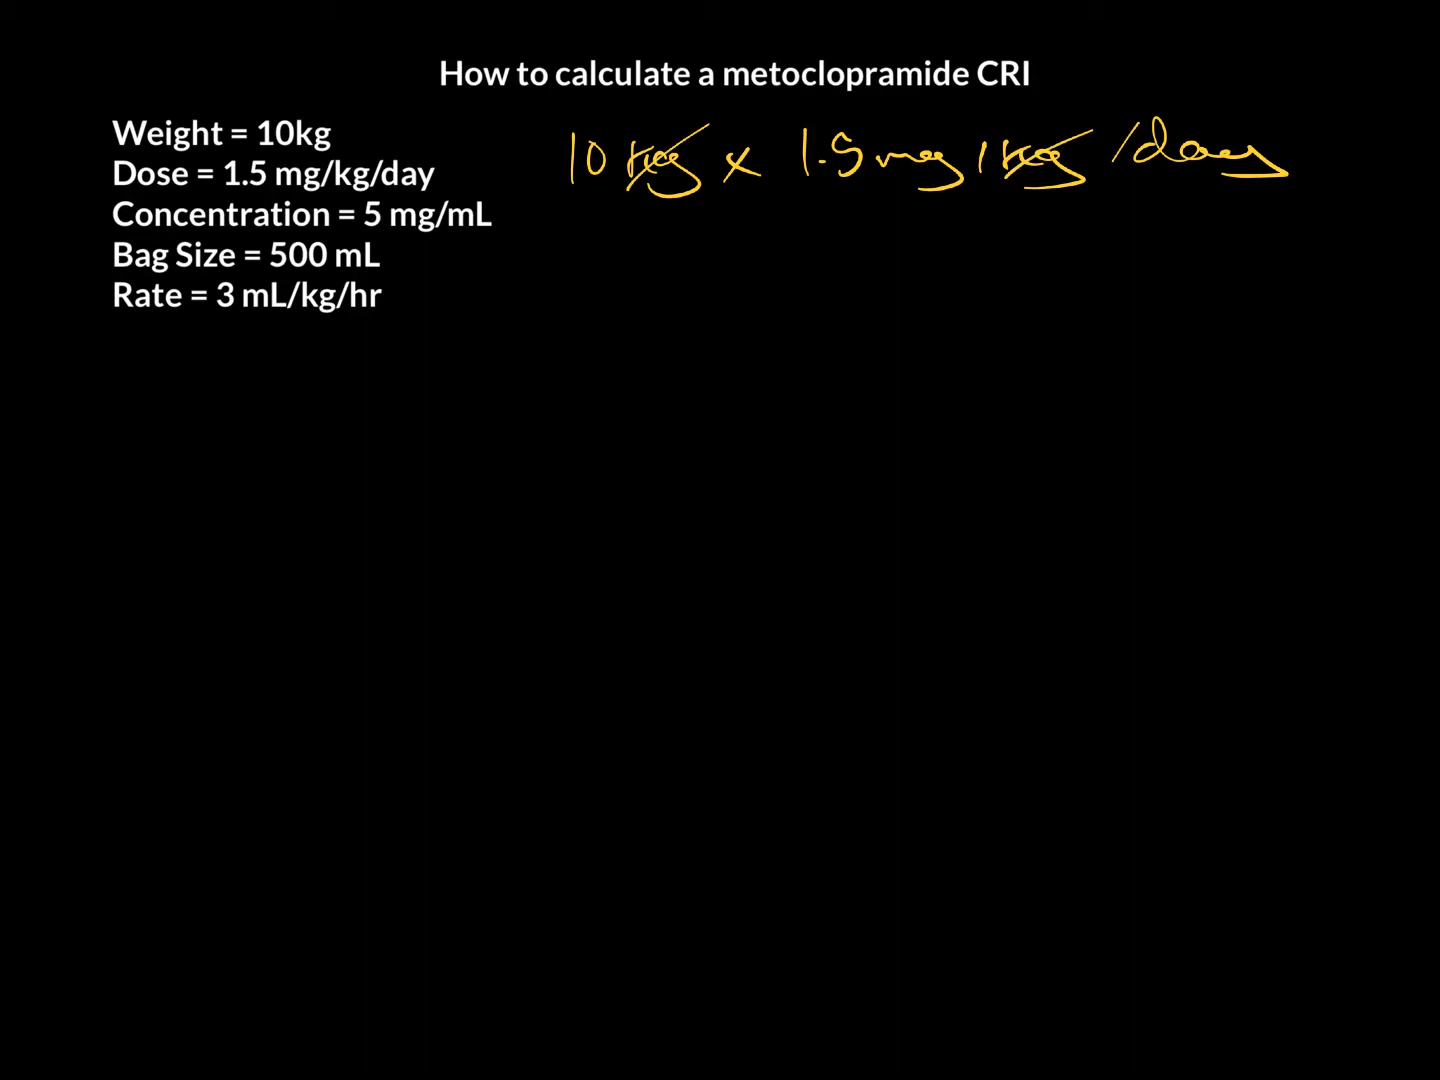 How to calculate a metoclopramide CRI
Weight = 10kg
Dose = 1.5 mg/kg/day
Concentration = 5 mg/mL
Bag Size = 500 mL
Rate = 3 mL/kg/hr
10 kg x 1.5 mg/kg/day